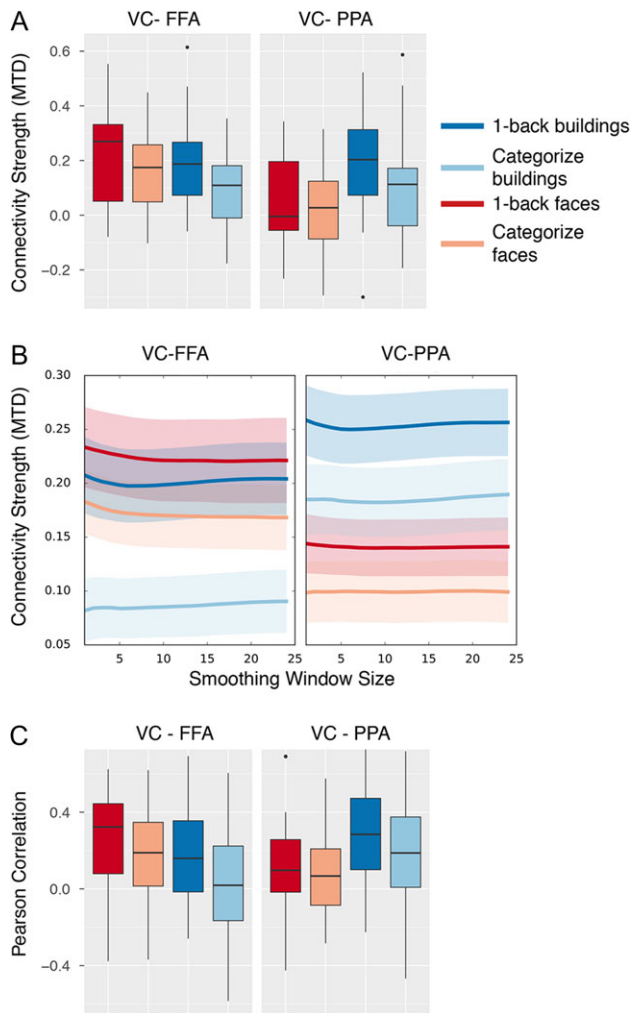 A
VC- FFA
VC- PPA
Connectivity Strength (MTD)
0.6
0.4
0.2
0.0
−0.2
1-back buildings
Categorize
buildings
1-back faces
Categorize
faces
B
VC-FFA
VC-PPA
Connectivity Strength (MTD)
0.30
0.25
0.20
0.15
0.10
0.05
5 10 15 20 25
5 10 15 20 25
Smoothing Window Size
C
VC - FFA
VC - PPA
Pearson Correlation
0.4
0.0
−0.4